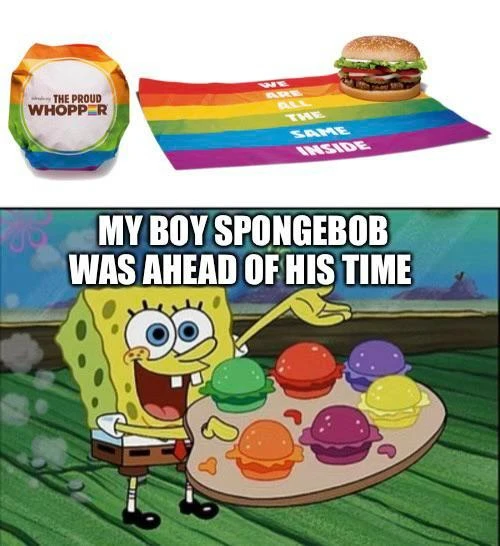 THE PROUD
WHOPPER
WE
ARE
ALL
THE
SAME
INSIDE
MY BOY SPONGEBOB
WAS AHEAD OF HIS TIME